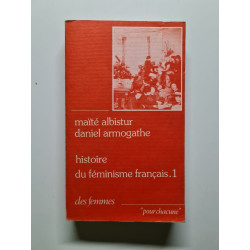 maïté albistur
daniel armogathe
histoire
du féminisme français.1
des femmes
"pour chacune"